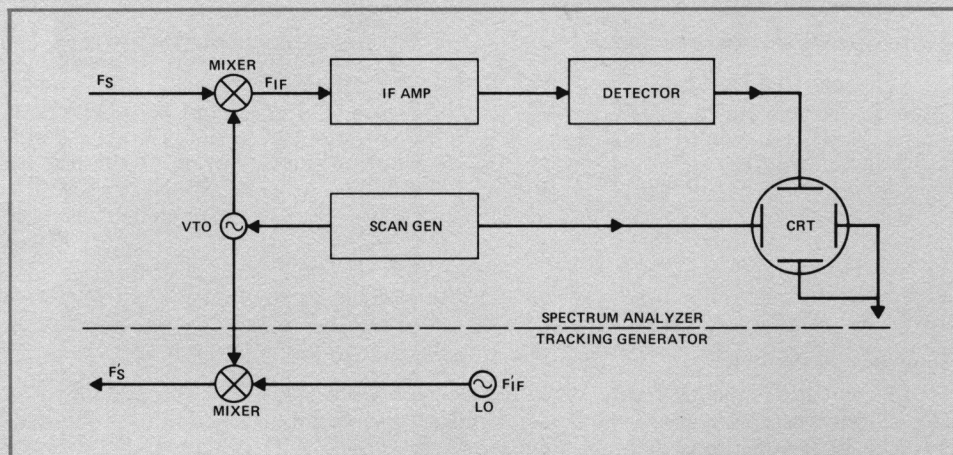 MIXER
FS
FIF
IF AMP
DETECTOR
VTO
SCAN GEN
CRT
SPECTRUM ANALYZER
TRACKING GENERATOR
F'S
F'IF
MIXER
LO